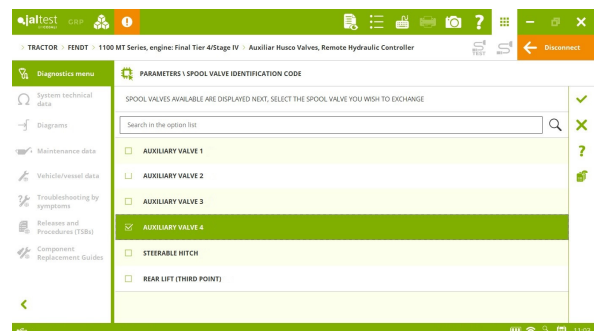 jaltest GRP
TRACTOR > FENDT > 1100 MT Series, engine: Final Tier 4/Stage IV > Auxiliar Husco Valves, Remote Hydraulic Controller
TEST
Disconnect
Diagnostics menu
System technical data
Diagrams
Maintenance data
Vehicle/vessel data
Troubleshooting by symptoms
Releases and Procedures (TSBs)
Component Replacement Guides
PARAMETERS \ SPOOL VALVE IDENTIFICATION CODE
SPOOL VALVES AVAILABLE ARE DISPLAYED NEXT, SELECT THE SPOOL VALVE YOU WISH TO EXCHANGE
Search in the option list
AUXILIARY VALVE 1
AUXILIARY VALVE 2
AUXILIARY VALVE 3
AUXILIARY VALVE 4
STEERABLE HITCH
REAR LIFT (THIRD POINT)